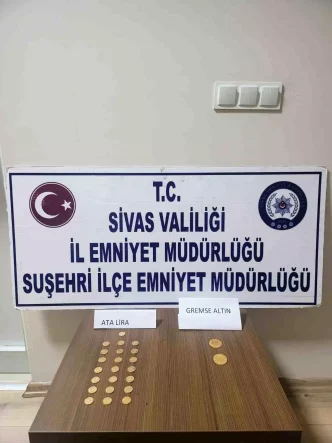 T.C.
SİVAS VALİLİĞİ
İL EMNİYET MÜDÜRLÜĞÜ
SUŞEHRİ İLÇE EMNİYET MÜDÜRLÜĞÜ
ATA LİRA
GREMSE ALTIN